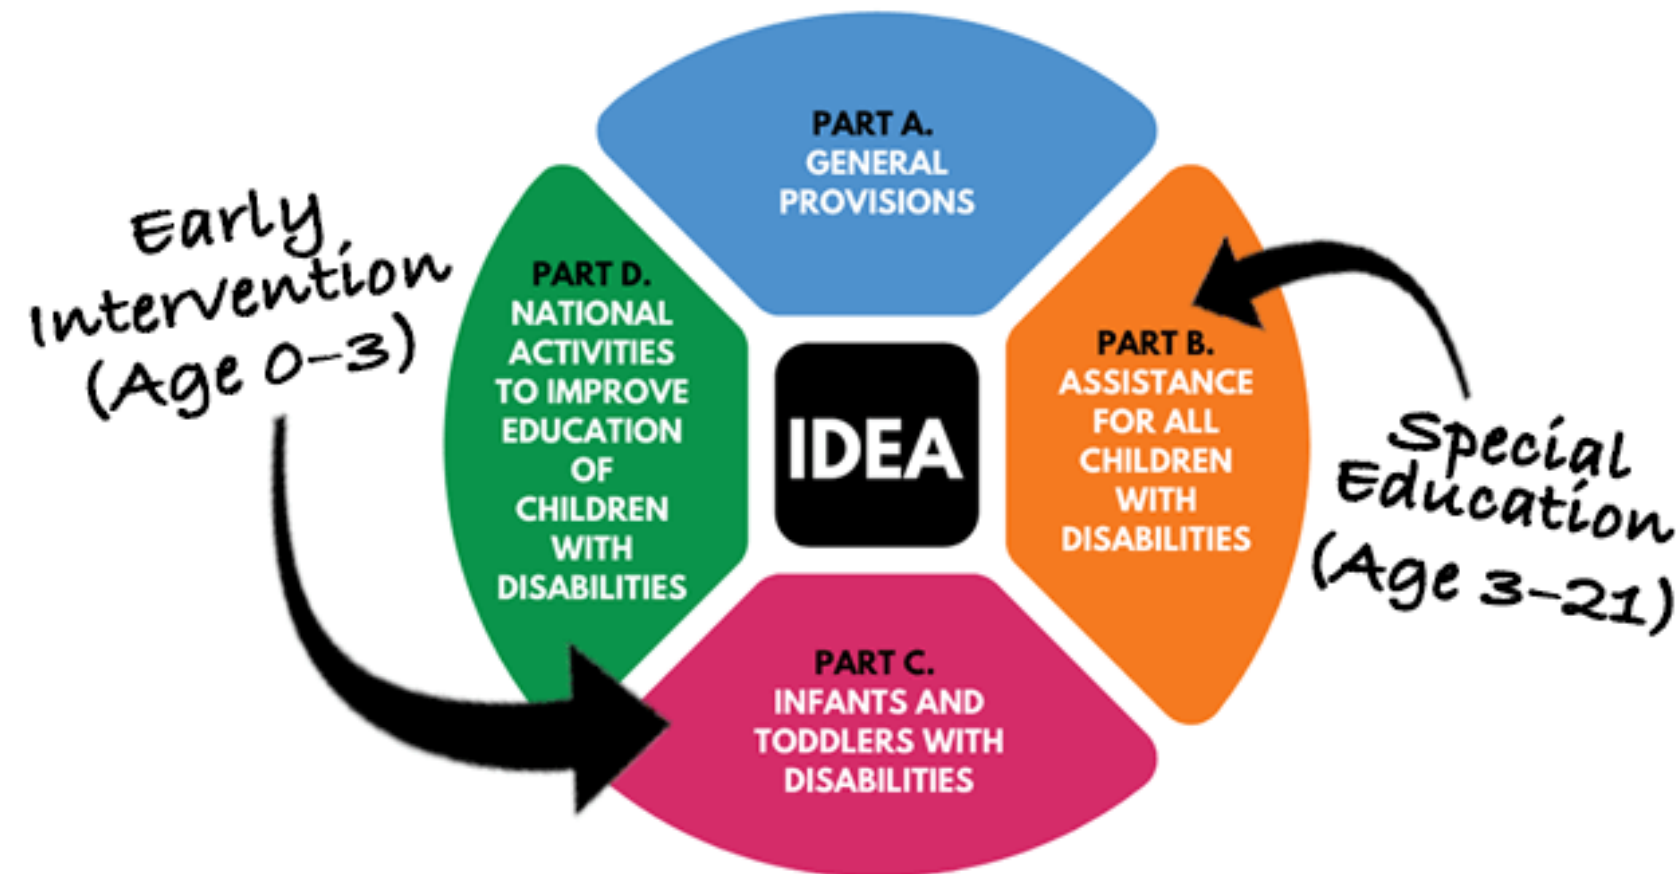 PART A.
GENERAL
PROVISIONS
Early
Intervention
(Age 0-3)
PART D.
NATIONAL
ACTIVITIES
TO IMPROVE
EDUCATION
OF
CHILDREN
WITH
DISABILITIES
IDEA
PART B.
ASSISTANCE
FOR ALL
CHILDREN
WITH
DISABILITIES
Special
Education
(Age 3-21)
PART C.
INFANTS AND
TODDLERS WITH
DISABILITIES